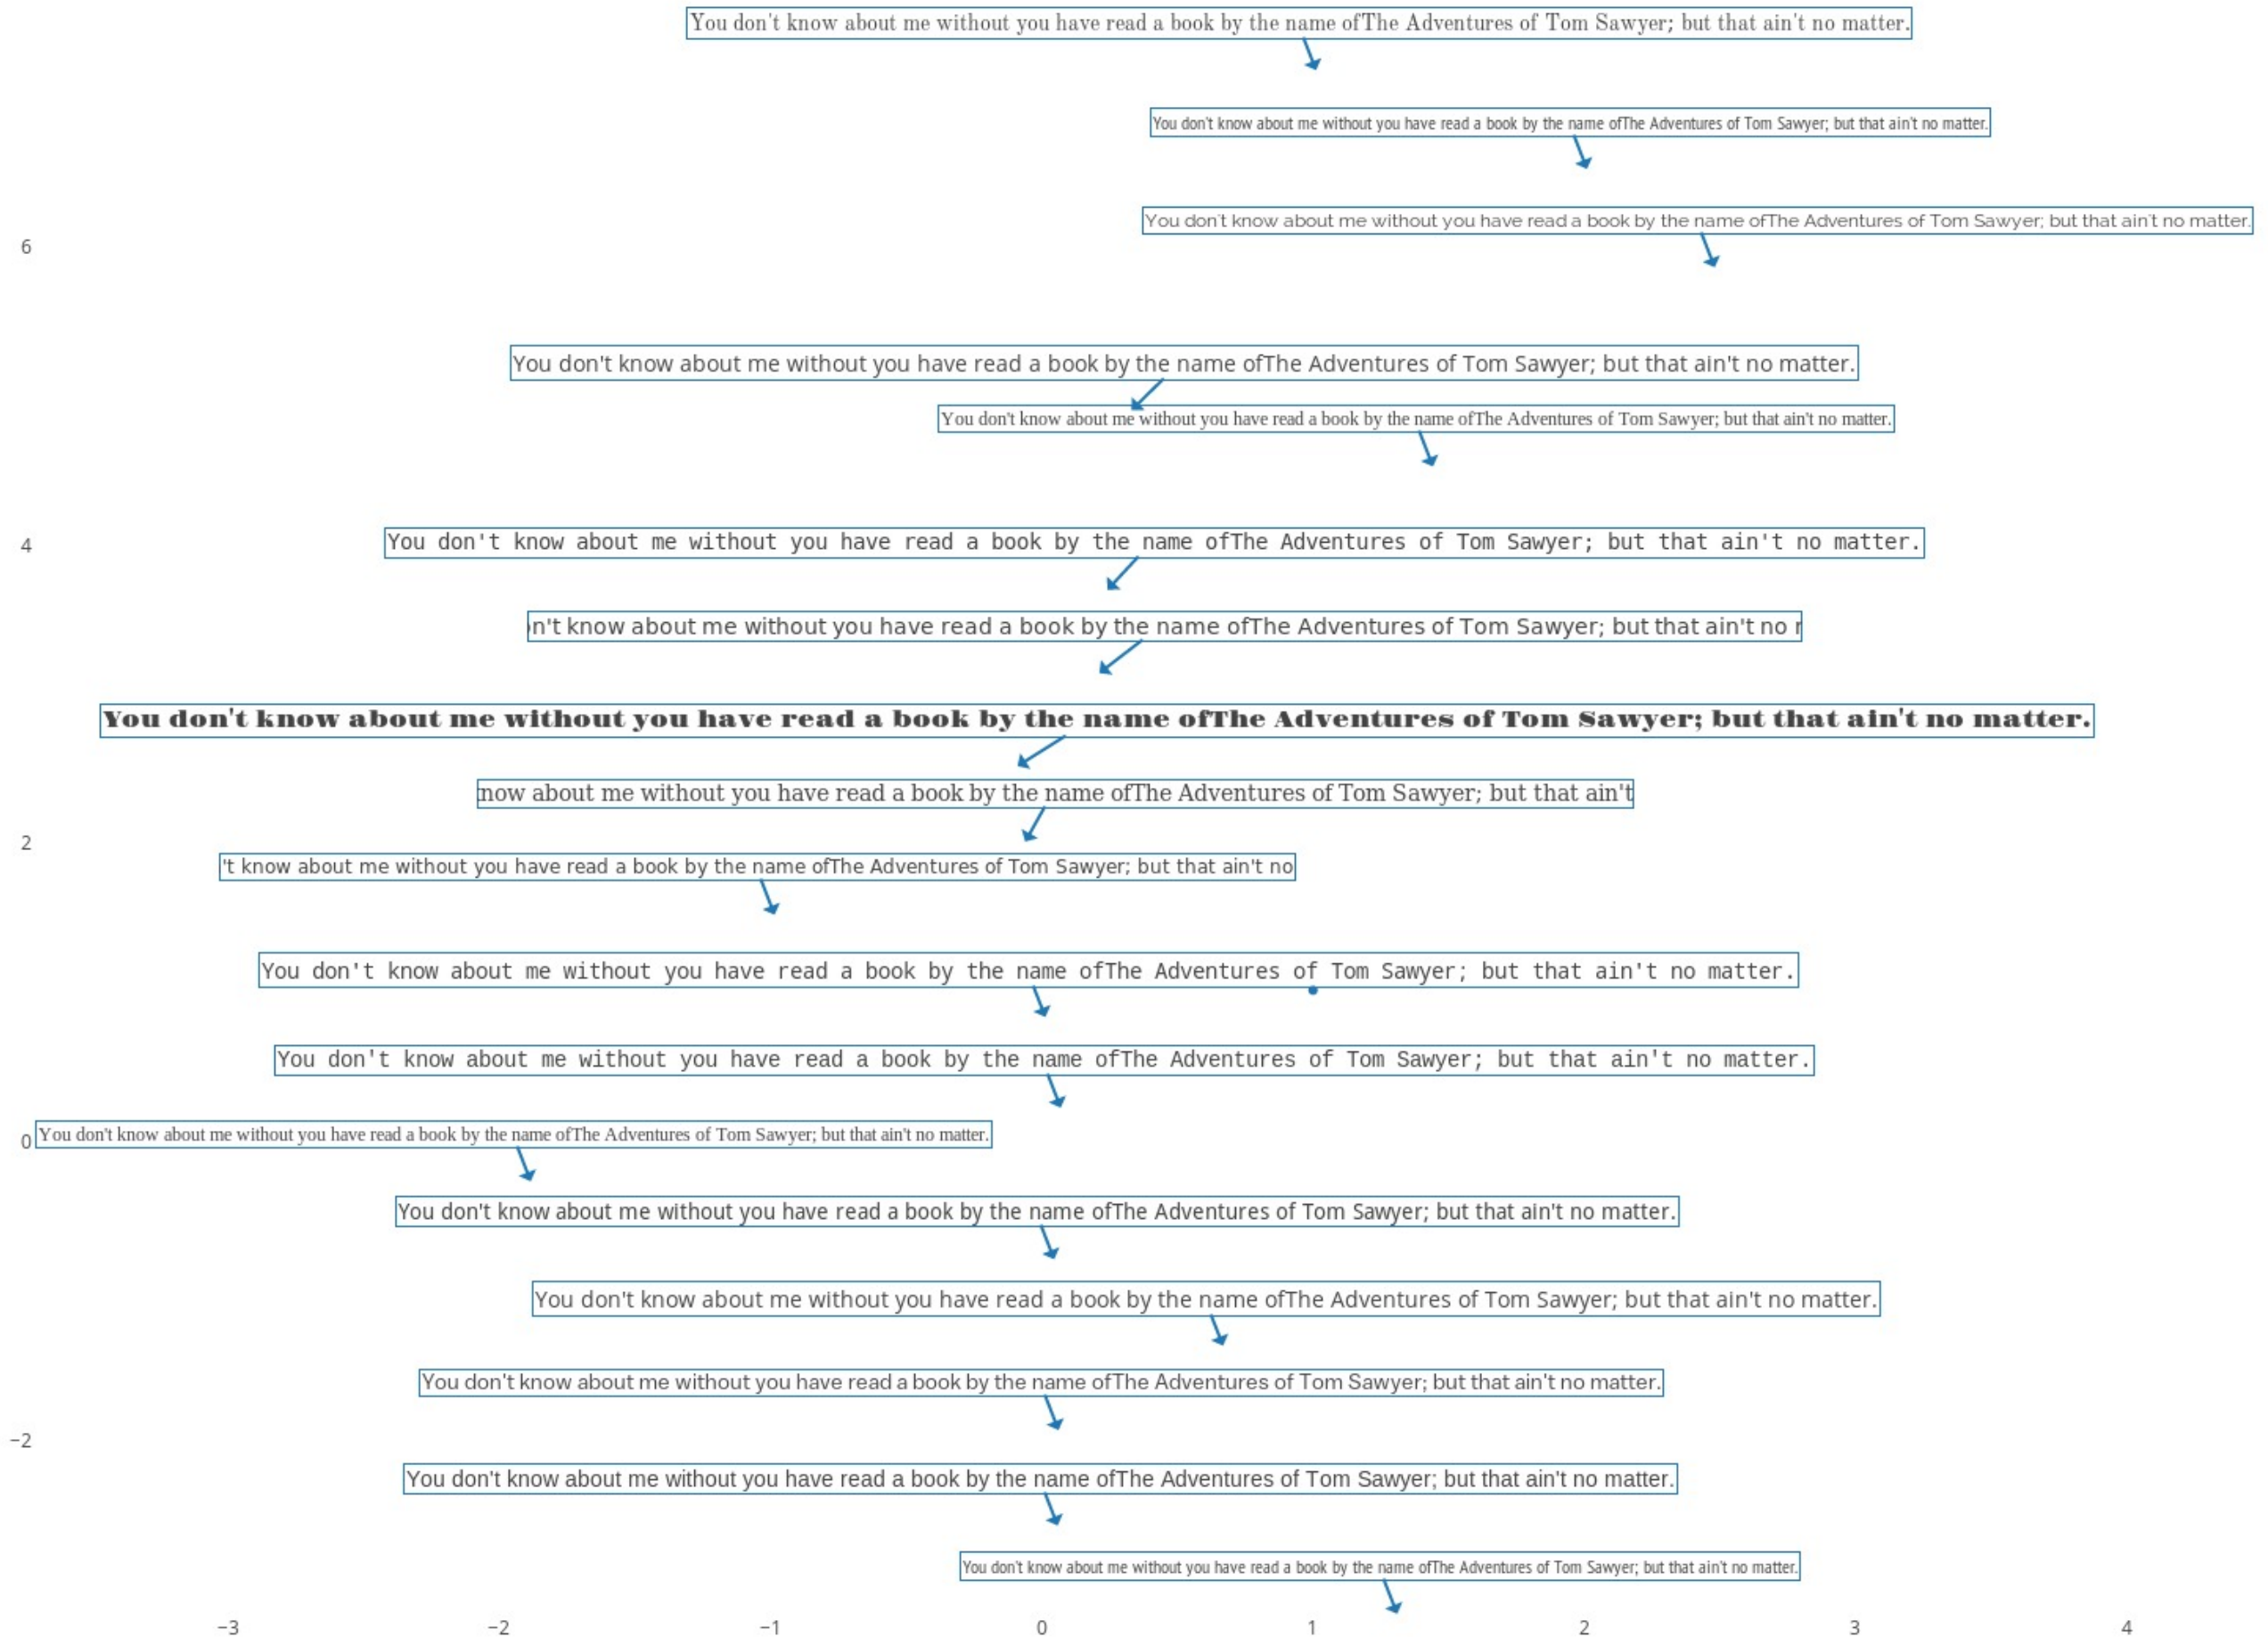 You don't know about me without you have read a book by the name ofThe Adventures of Tom Sawyer; but that ain't no matter.
You don't know about me without you have read a book by the name ofThe Adventures of Tom Sawyer; but that ain't no matter.
You don't know about me without you have read a book by the name ofThe Adventures of Tom Sawyer; but that ain't no matter.
6
You don't know about me without you have read a book by the name ofThe Adventures of Tom Sawyer; but that ain't no matter.
You don't know about me without you have read a book by the name ofThe Adventures of Tom Sawyer; but that ain't no matter.
4
You don't know about me without you have read a book by the name ofThe Adventures of Tom Sawyer; but that ain't no matter.
n't know about me without you have read a book by the name ofThe Adventures of Tom Sawyer; but that ain't no
You don't know about me without you have read a book by the name ofThe Adventures of Tom Sawyer; but that ain't no matter.
now about me without you have read a book by the name ofThe Adventures of Tom Sawyer; but that ain't
2
't know about me without you have read a book by the name ofThe Adventures of Tom Sawyer; but that ain't no
You don't know about me without you have read a book by the name ofThe Adventures of Tom Sawyer; but that ain't no matter.
You don't know about me without you have read a book by the name ofThe Adventures of Tom Sawyer; but that ain't no matter.
0
You don't know about me without you have read a book by the name ofThe Adventures of Tom Sawyer; but that ain't no matter.
You don't know about me without you have read a book by the name ofThe Adventures of Tom Sawyer; but that ain't no matter.
You don't know about me without you have read a book by the name ofThe Adventures of Tom Sawyer; but that ain't no matter.
You don't know about me without you have read a book by the name ofThe Adventures of Tom Sawyer; but that ain't no matter.
−2
You don't know about me without you have read a book by the name ofThe Adventures of Tom Sawyer; but that ain't no matter.
You don't know about me without you have read a book by the name ofThe Adventures of Tom Sawyer; but that ain't no matter.
−3 −2 −1 0 1 2 3 4